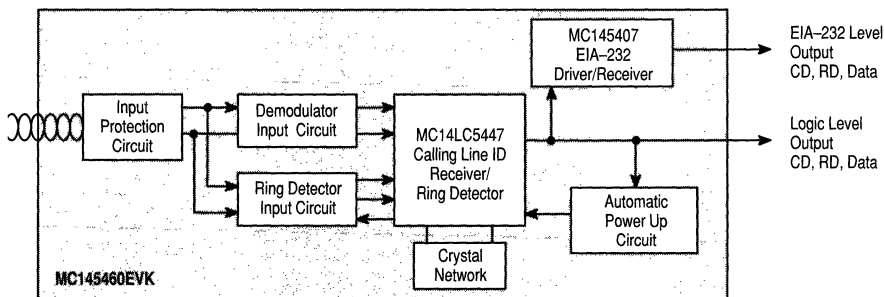 MC145407
EIA–232
Driver/Receiver
EIA–232 Level
Output
CD, RD, Data
Input
Protection
Circuit
Demodulator
Input Circuit
MC14LC5447
Calling Line ID
Receiver/
Ring Detector
Logic Level
Output
CD, RD, Data
Ring Detector
Input Circuit
Automatic
Power Up
Circuit
Crystal
Network
MC145460EVK